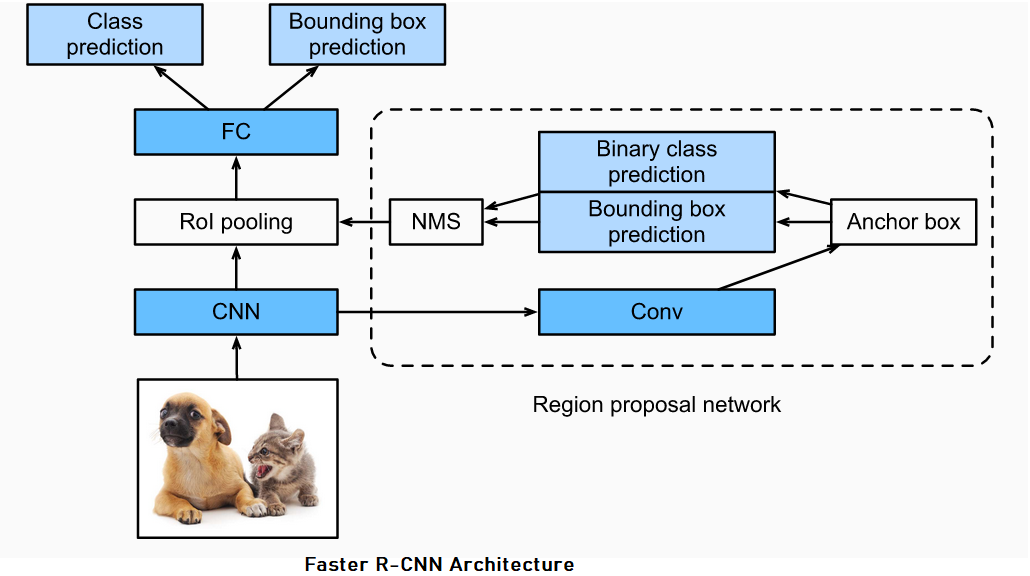 Class
prediction
Bounding box
prediction
FC
Binary class
prediction
RoI pooling
NMS
Bounding box
prediction
Anchor box
CNN
Conv
Region proposal network
Faster R-CNN Architecture